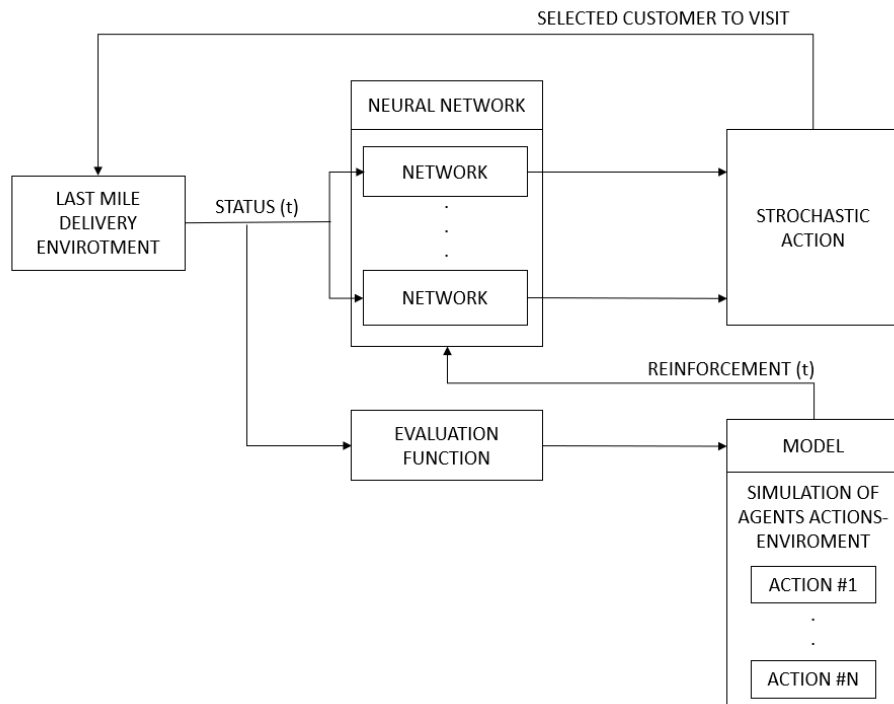 SELECTED CUSTOMER TO VISIT
NEURAL NETWORK
NETWORK
LAST MILE
DELIVERY
ENVIROTMENT
STATUS (t)
STROCHASTIC
ACTION
NETWORK
REINFORCEMENT (t)
EVALUATION
FUNCTION
MODEL
SIMULATION OF
AGENTS ACTIONS-
ENVIROMENT
ACTION #1
ACTION #N